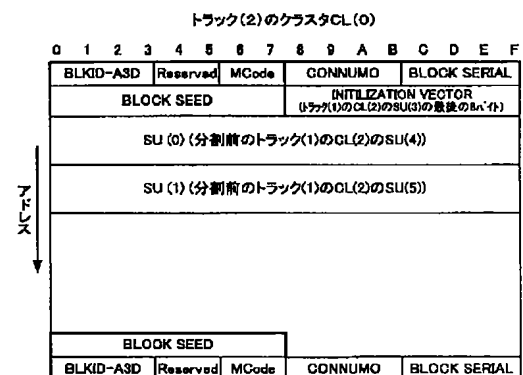 トラック(2)のクラスタCL(0)
0 1 2 3 4 5 6 7 8 9 A B C D E F
BLKID-A3D Reserved MCode CONNUMO BLOCK SERIAL
BLOCK SEED INITILIZATION VECTOR
(トラック(1)のCL(2)のSU(3)の最後の8バイト)
SU (0) (分割前のトラック(1)のCL(2)のSU(4))
SU (1) (分割前のトラック(1)のCL(2)のSU(5))
アドレス
BLOCK SEED
BLKID-A3D Reserved MCode CONNUMO BLOCK SERIAL